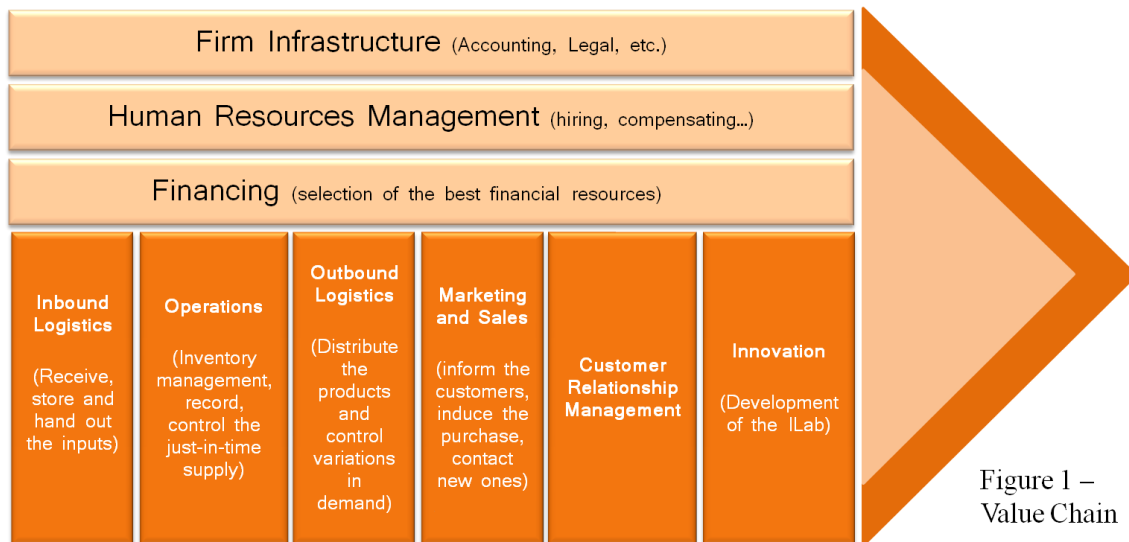 Firm Infrastructure (Accounting, Legal, etc.)
Human Resources Management (hiring, compensating…)
Financing (selection of the best financial resources)
Inbound
Logistics
(Receive,
store and
hand out
the inputs)
Operations
(Inventory
management,
record,
control the
just-in-time
supply)
Outbound
Logistics
(Distribute
the
products
and
control
variations
in
demand)
Marketing
and Sales
(inform the
customers,
induce the
purchase,
contact
new ones)
Customer
Relationship
Management
Innovation
(Development
of the ILab)
Figure 1 –
Value Chain